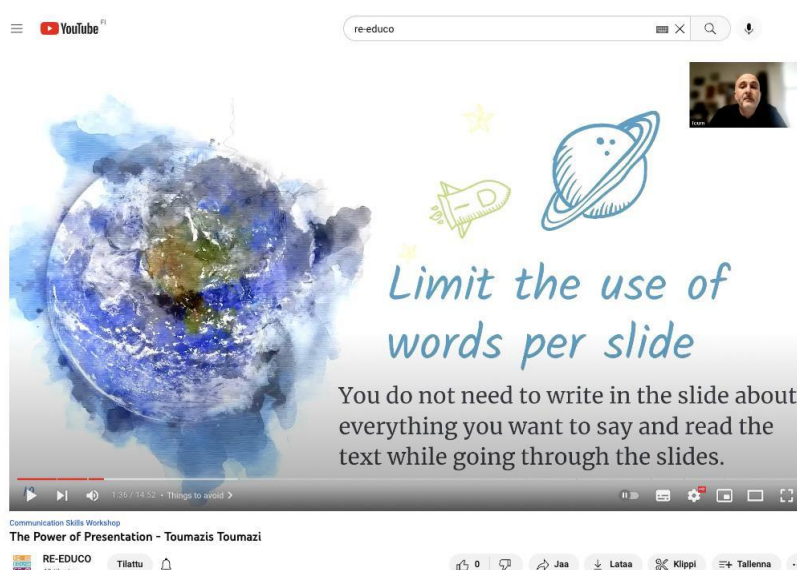 YouTube FI
re-educo
Limit the use of
words per slide
You do not need to write in the slide about
everything you want to say and read the
text while going through the slides.
1:36 / 14:52 • Things to avoid
Communication Skills Workshop
The Power of Presentation - Toumazis Toumazi
RE-EDUCO
Tilattu
0
Jaa
Lataa
Klippi
Tallenna